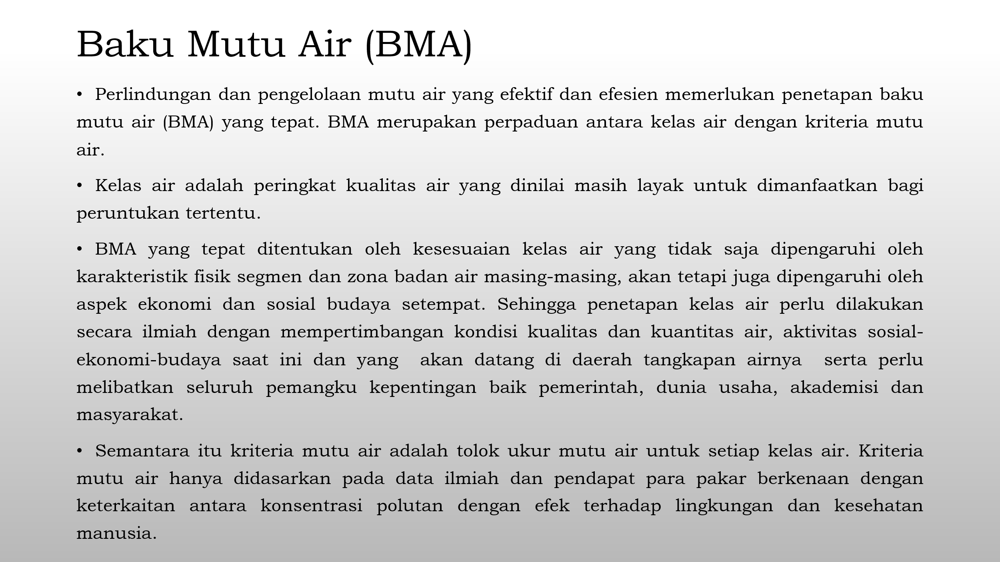 Baku Mutu Air (BMA)
• Perlindungan dan pengelolaan mutu air yang efektif dan efesien memerlukan penetapan baku
mutu air (BMA) yang tepat. BMA merupakan perpaduan antara kelas air dengan kriteria mutu
air.
• Kelas air adalah peringkat kualitas air yang dinilai masih layak untuk dimanfaatkan bagi
peruntukan tertentu.
• BMA yang tepat ditentukan oleh kesesuaian kelas air yang tidak saja dipengaruhi oleh
karakteristik fisik segmen dan zona badan air masing-masing, akan tetapi juga dipengaruhi oleh
aspek ekonomi dan sosial budaya setempat. Sehingga penetapan kelas air perlu dilakukan
secara ilmiah dengan mempertimbangan kondisi kualitas dan kuantitas air, aktivitas sosial-
ekonomi-budaya saat ini dan yang akan datang di daerah tangkapan airnya serta perlu
melibatkan seluruh pemangku kepentingan baik pemerintah, dunia usaha, akademisi dan
masyarakat.
• Semantara itu kriteria mutu air adalah tolok ukur mutu air untuk setiap kelas air. Kriteria
mutu air hanya didasarkan pada data ilmiah dan pendapat para pakar berkenaan dengan
keterkaitan antara konsentrasi polutan dengan efek terhadap lingkungan dan kesehatan
manusia.